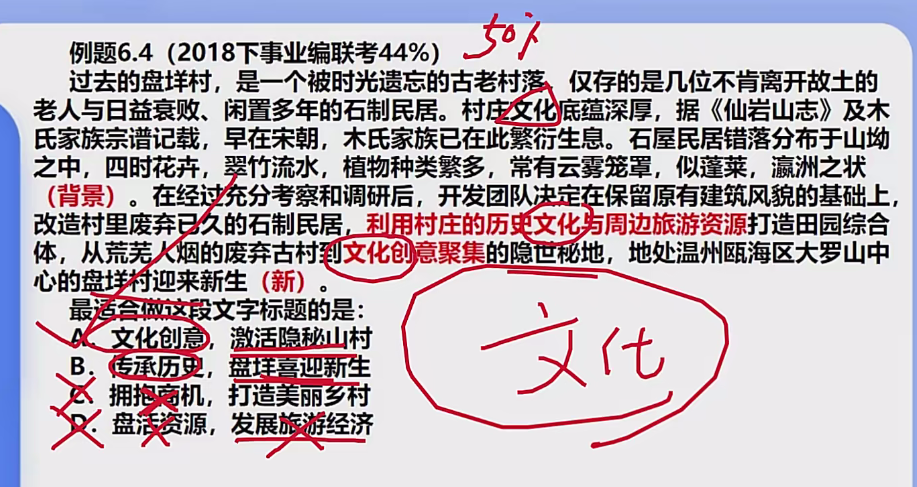 例题6.4（2018下事业编联考44%）
50%
过去的盘垟村，是一个被时光遗忘的古老村落，仅存的是几位不肯离开故土的
老人与日益衰败、闲置多年的石制民居。村庄文化底蕴深厚，据《仙岩山志》及木
氏家族宗谱记载，早在宋朝，木氏家族已在此繁衍生息。石屋民居错落分布于山坳
之中，四时花卉，翠竹流水，植物种类繁多，常有云雾笼罩，似蓬莱，瀛洲之状
（背景）。在经过充分考察和调研后，开发团队决定在保留原有建筑风貌的基础上，
改造村里废弃已久的石制民居，利用村庄的历史文化与周边旅游资源打造田园综合
体，从荒芜人烟的废弃古村到文化创意聚集的隐世秘地，地处温州瓯海区大罗山中
心的盘垟村迎来新生（新）。
最适合做这段文字标题的是：
A．文化创意，激活隐秘山村
B．传承历史，盘垟喜迎新生
C．拥抱商机，打造美丽乡村
D．盘活资源，发展旅游经济
文化